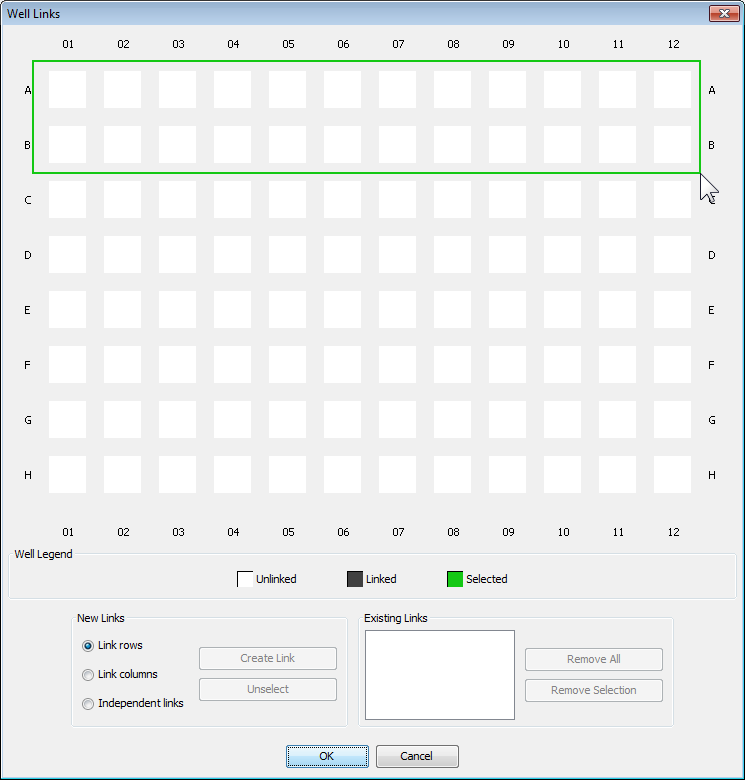 Well Links
01 02 03 04 05 06 07 08 09 10 11 12
A A
B B
C
D D
E E
F F
G G
H H
01 02 03 04 05 06 07 08 09 10 11 12
Well Legend
Unlinked Linked Selected
New Links
Link rows
Link columns
Independent links
Create Link
Unselect
Existing Links
Remove All
Remove Selection
OK Cancel